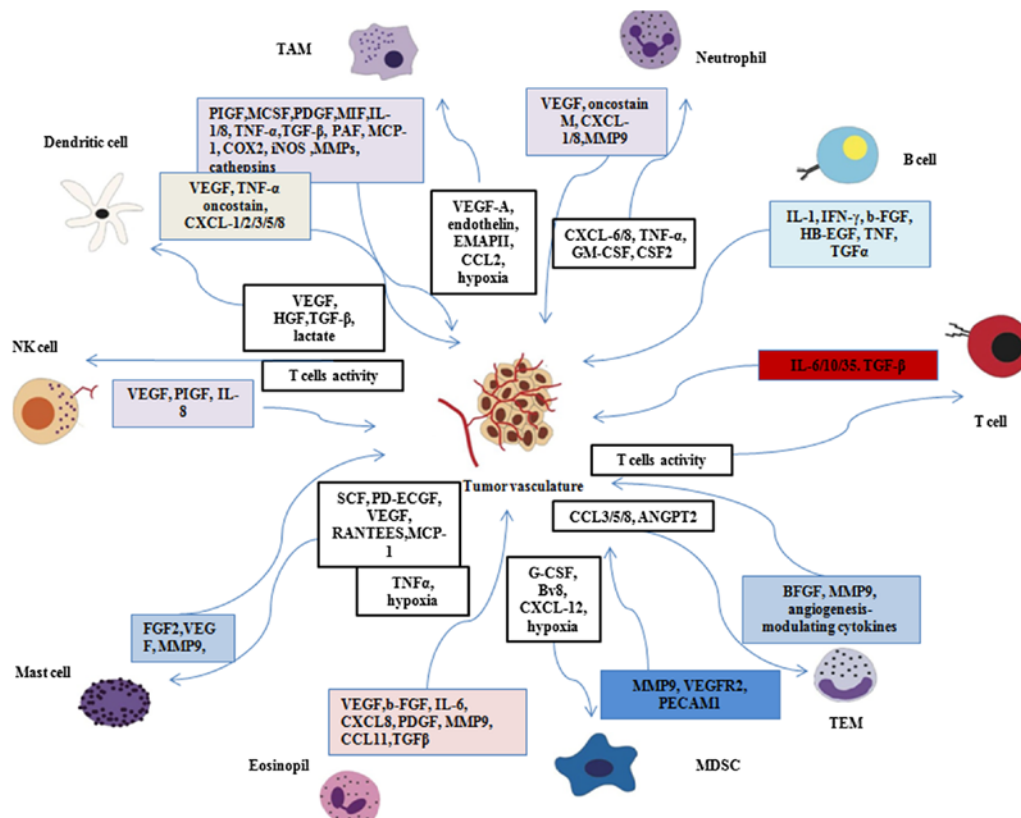 TAM
Neutrophil
PIGF,MCSF,PDGF,MIF,IL-
1/8, TNF-α,TGF-β, PAF, MCP-
1, COX2, iNOS ,MMPs,
cathepsins
VEGF, oncostain
M, CXCL-
1/8,MMP9
Dendritic cell
B cell
VEGF, TNF-α
oncostain,
CXCL-1/2/3/5/8
VEGF-A,
endothelin,
EMAPII,
CCL2,
hypoxia
CXCL-6/8, TNF-α,
GM-CSF, CSF2
IL-1, IFN-γ, b-FGF,
HB-EGF, TNF,
TGFα
VEGF,
HGF,TGF-β,
lactate
NK cell
T cells activity
IL-6/10/35. TGF-β
VEGF, PIGF, IL-
8
T cell
T cells activity
Tumor vasculature
SCF, PD-ECGF,
VEGF,
RANTEES,MCP-
1
CCL3/5/8, ANGPT2
TNFα,
hypoxia
G-CSF,
Bv8,
CXCL-12,
hypoxia
BFGF, MMP9,
angiogenesis-
modulating cytokines
FGF2,VEG
F, MMP9,
Mast cell
MMP9, VEGFR2,
PECAM1
VEGF,b-FGF, IL-6,
CXCL8, PDGF, MMP9,
CCL11,TGFβ
TEM
Eosinopil
MDSC